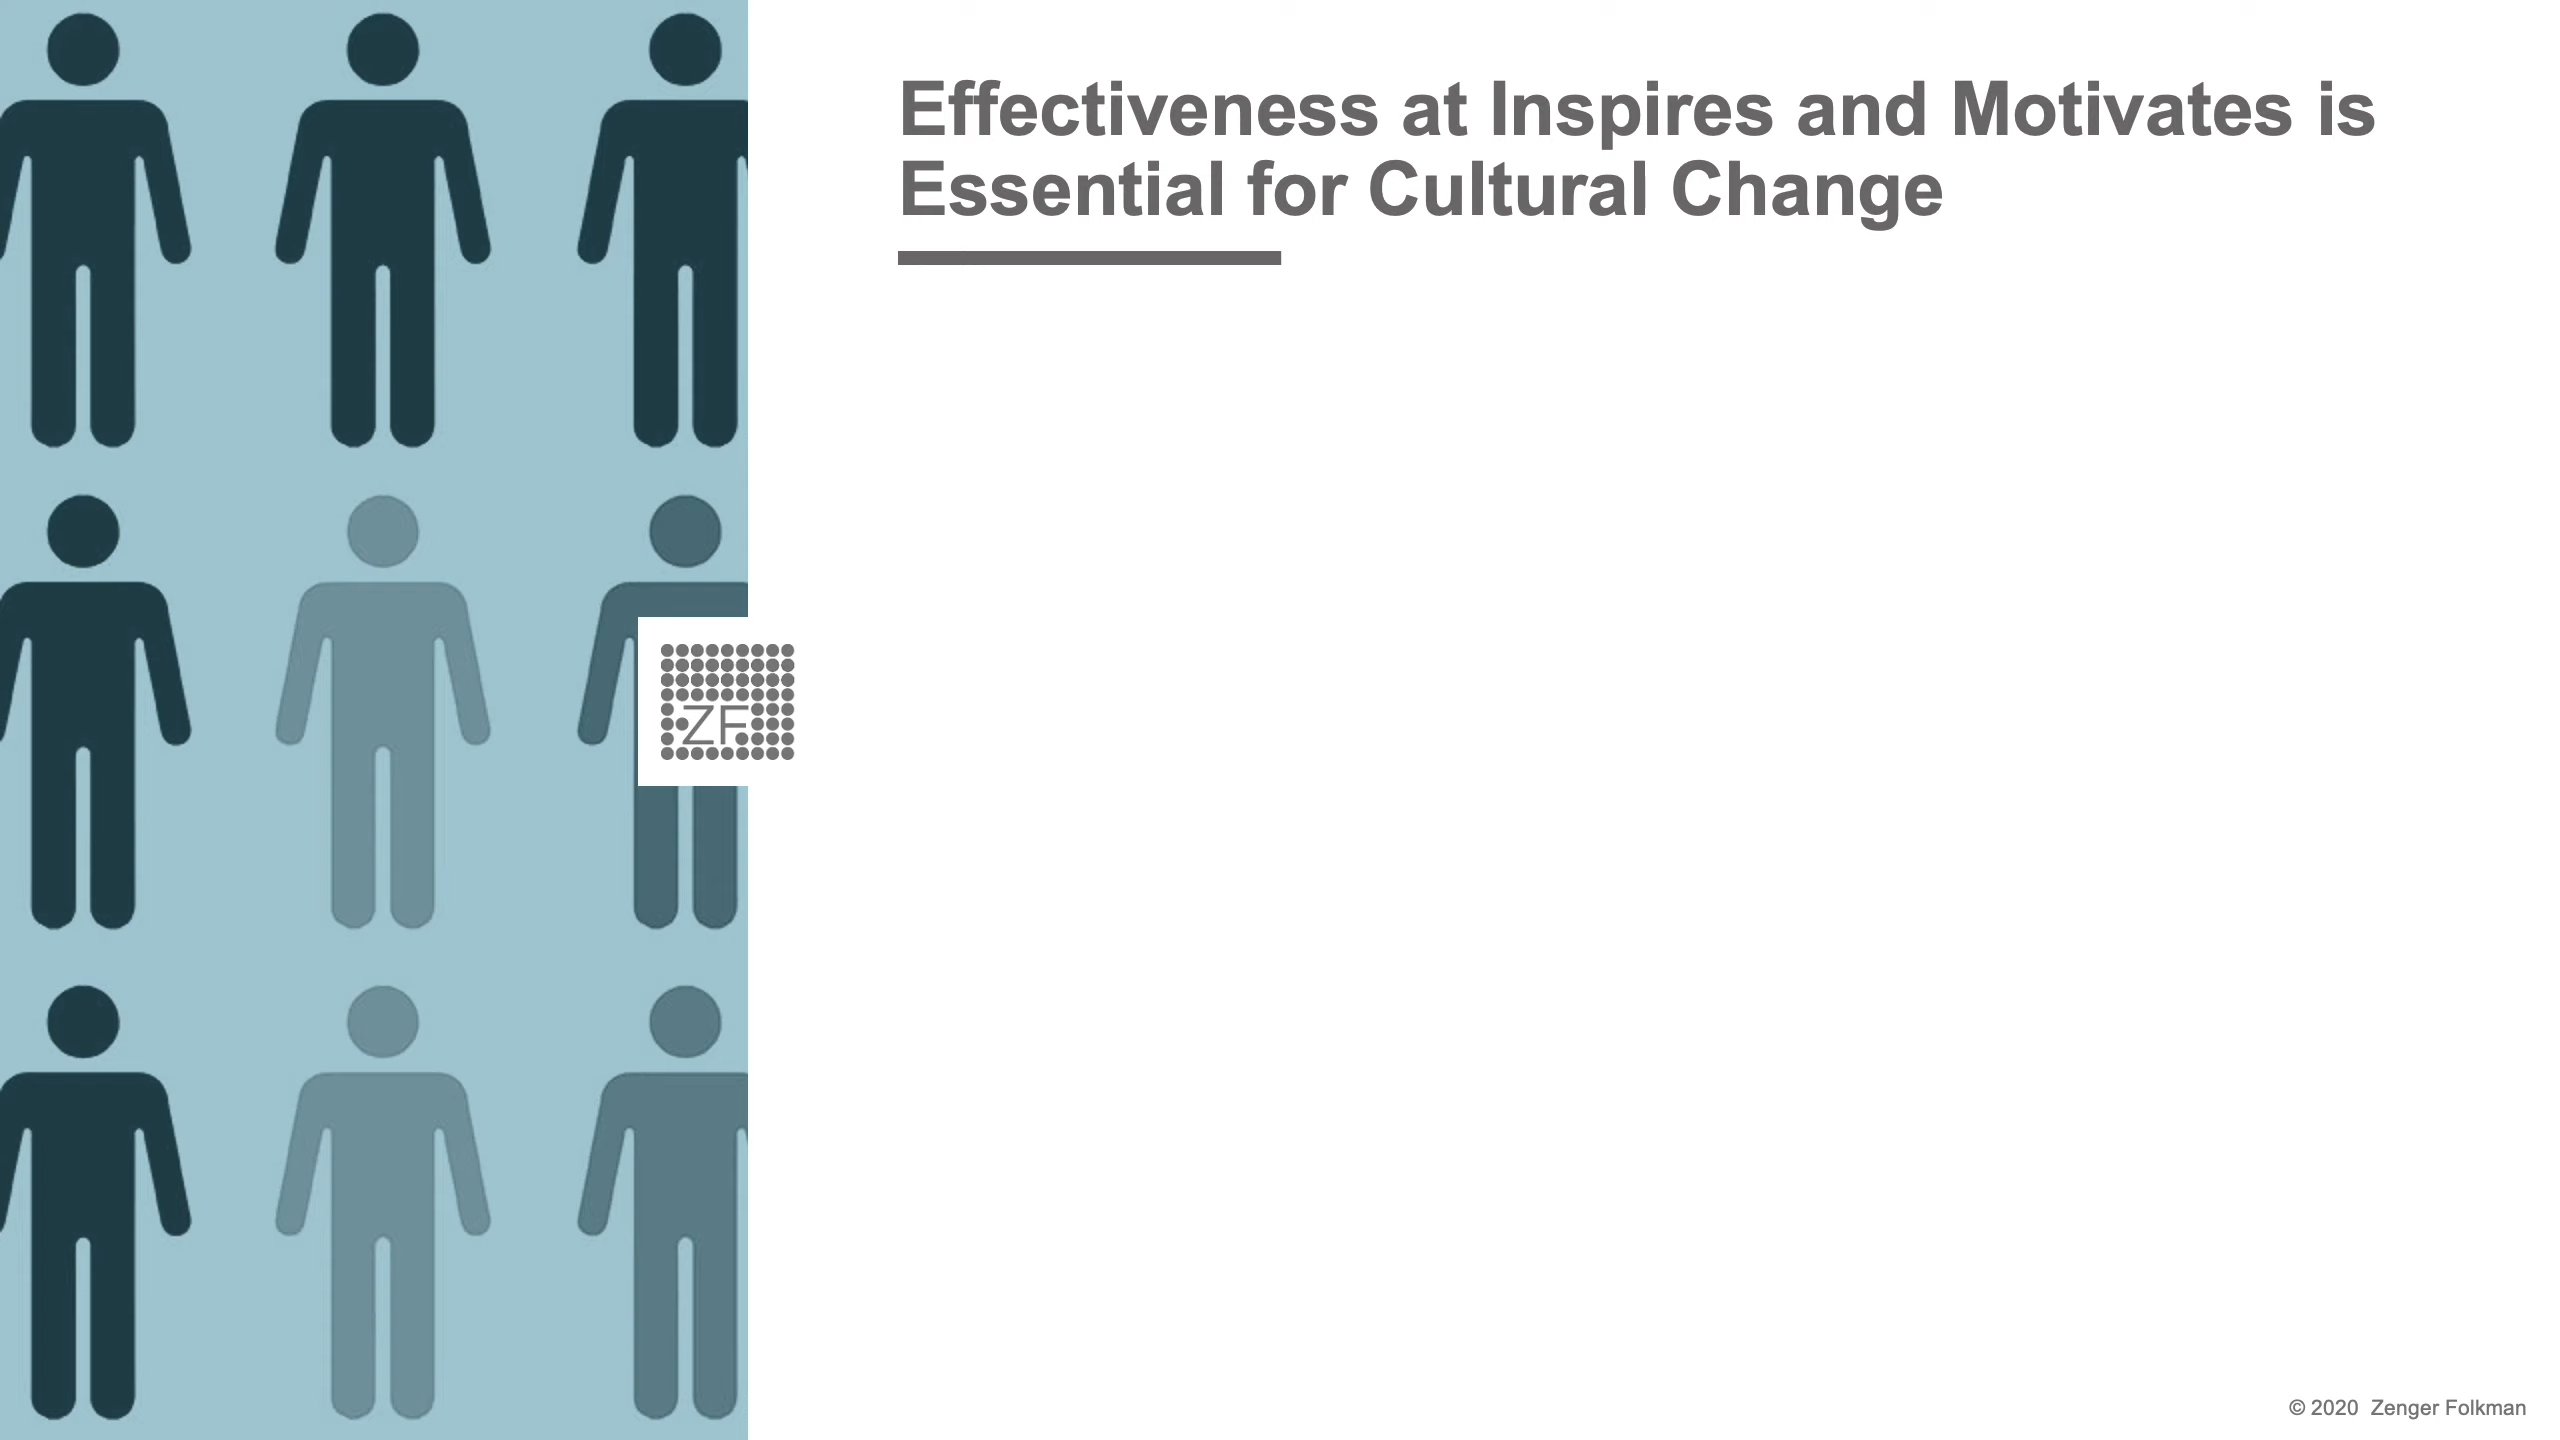 Effectiveness at Inspires and Motivates is
Essential for Cultural Change
ZF
© 2020 Zenger Folkman